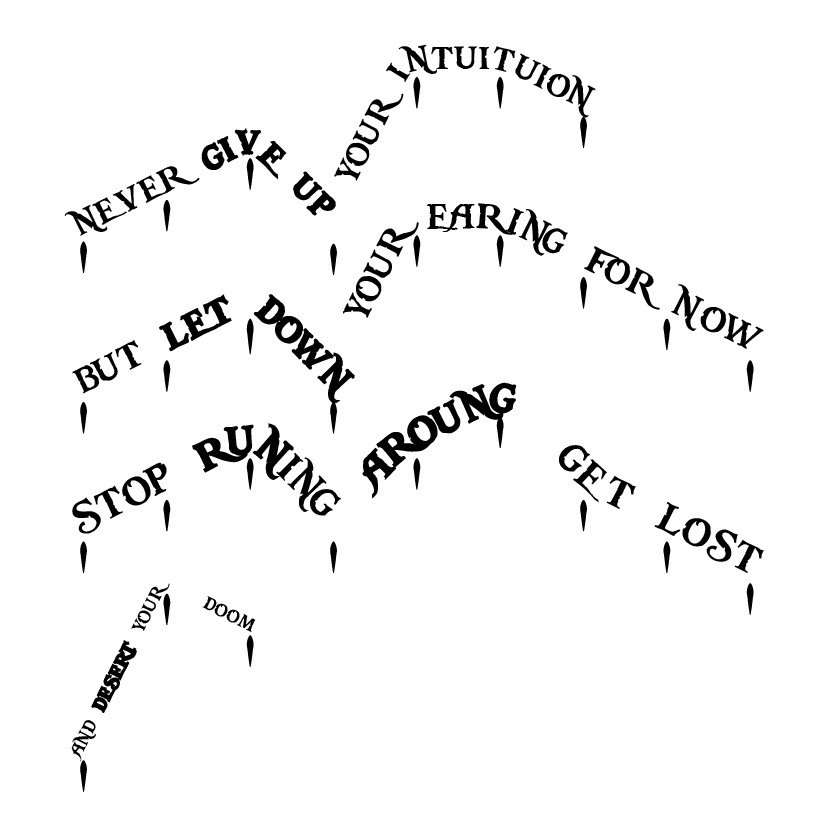 NEVER GIVE UP YOUR INTUITUION
BUT LET DOWN YOUR EARING FOR NOW
STOP RUNING AROUNG GET LOST
AND DESERT YOUR DOOM